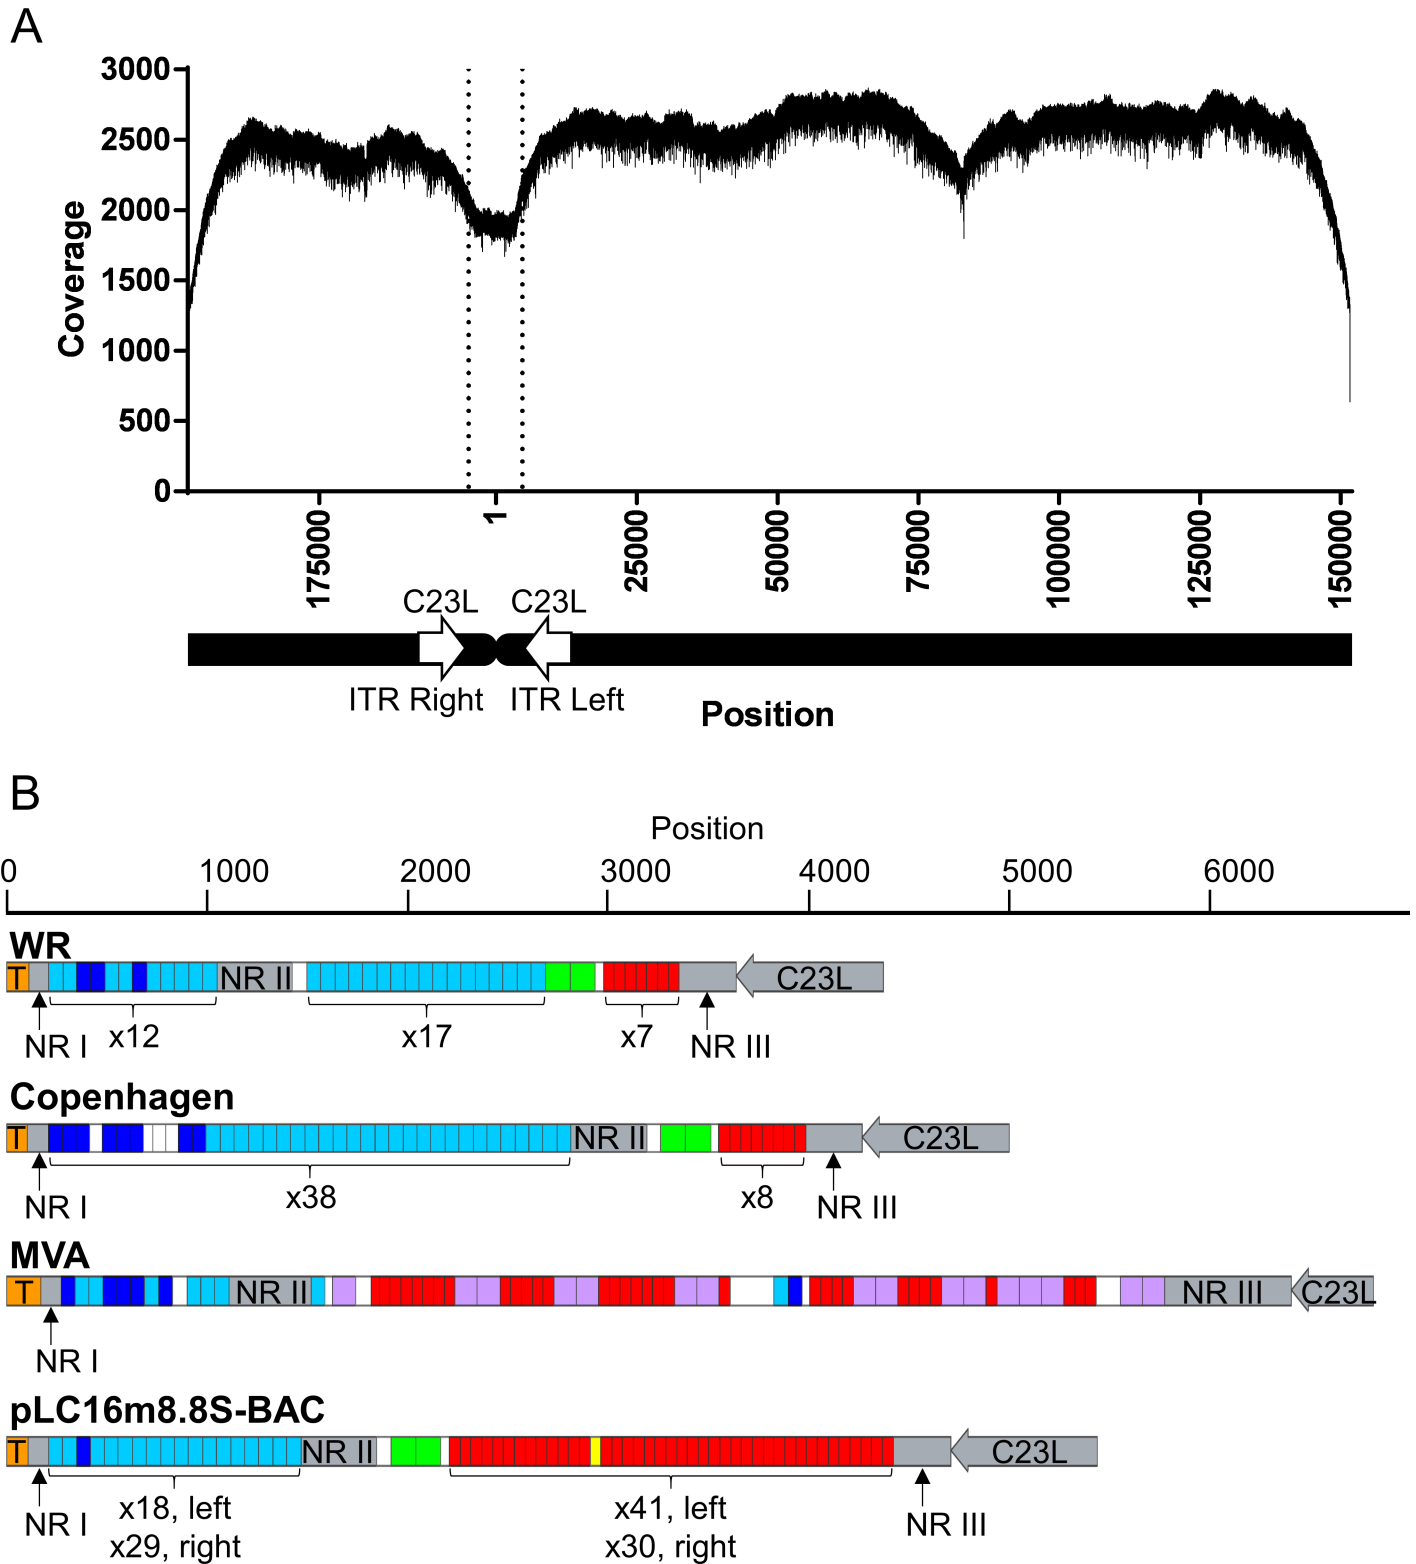 A
3000
2500
2000
1500
1000
500
0
Coverage
175000
1
25000
50000
75000
100000
125000
150000
C23L C23L
ITR Right ITR Left
Position
B
Position
0 1000 2000 3000 4000 5000 6000
WR
T NR II C23L
NR I x12 x17 x7 NR III
Copenhagen
T NR II C23L
NR I x38 x8 NR III
MVA
T NR II NR III C23L
NR I
pLC16m8.8S-BAC
T NR II C23L
NR I x18, left x41, left NR III
x29, right x30, right